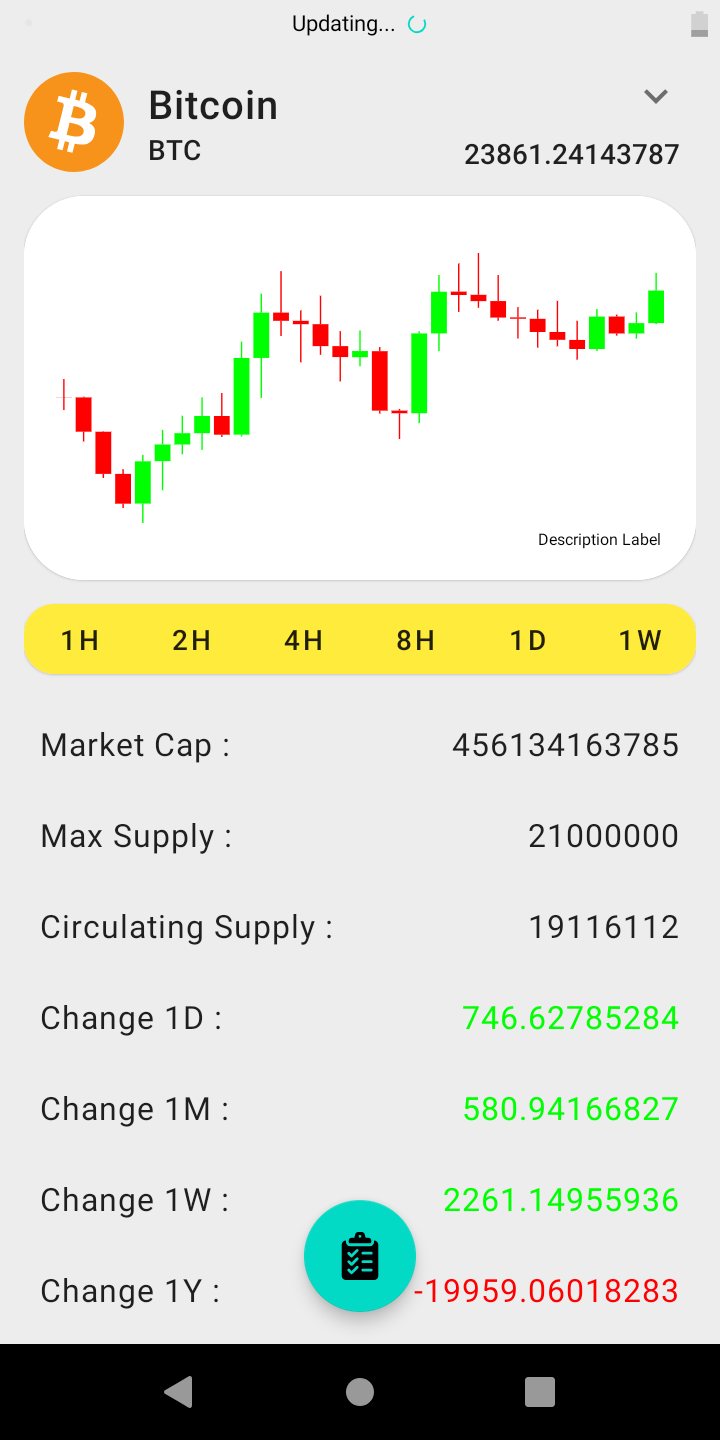 Updating...
Bitcoin
BTC
23861.24143787
Description Label
1H 2H 4H 8H 1D 1W
Market Cap : 456134163785
Max Supply : 21000000
Circulating Supply : 19116112
Change 1D : 746.62785284
Change 1M : 580.94166827
Change 1W : 2261.14955936
Change 1Y : -19959.06018283